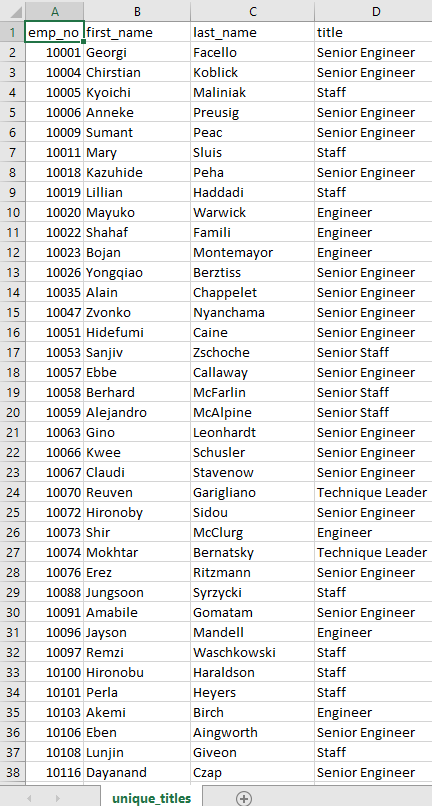 A B C D
1 emp_no first_name last_name title
2 10001 Georgi Facello Senior Engineer
3 10004 Chirstian Koblick Senior Engineer
4 10005 Kyoichi Maliniak Staff
5 10006 Anneke Preusig Senior Engineer
6 10009 Sumant Peac Senior Engineer
7 10011 Mary Sluis Staff
8 10018 Kazuhide Peha Senior Engineer
9 10019 Lillian Haddadi Staff
10 10020 Mayuko Warwick Engineer
11 10022 Shahaf Famili Engineer
12 10023 Bojan Montemayor Engineer
13 10026 Yongqiao Berztiss Senior Engineer
14 10035 Alain Chappelet Senior Engineer
15 10047 Zvonko Nyanchama Senior Engineer
16 10051 Hidefumi Caine Senior Engineer
17 10053 Sanjiv Zschoche Senior Staff
18 10057 Ebbe Callaway Senior Engineer
19 10058 Berhard McFarlin Senior Staff
20 10059 Alejandro McAlpine Senior Staff
21 10063 Gino Leonhardt Senior Engineer
22 10066 Kwee Schusler Senior Engineer
23 10067 Claudi Stavenow Senior Engineer
24 10070 Reuven Garigliano Technique Leader
25 10072 Hironoby Sidou Senior Engineer
26 10073 Shir McClurg Engineer
27 10074 Mokhtar Bernatsky Technique Leader
28 10076 Erez Ritzmann Senior Engineer
29 10088 Jungsoon Syrzycki Staff
30 10091 Amabile Gomatam Senior Engineer
31 10096 Jayson Mandell Engineer
32 10097 Remzi Waschkowski Staff
33 10100 Hironobu Haraldson Staff
34 10101 Perla Heyers Staff
35 10103 Akemi Birch Engineer
36 10106 Eben Aingworth Senior Engineer
37 10108 Lunjin Giveon Staff
38 10116 Dayanand Czap Senior Engineer
unique_titles